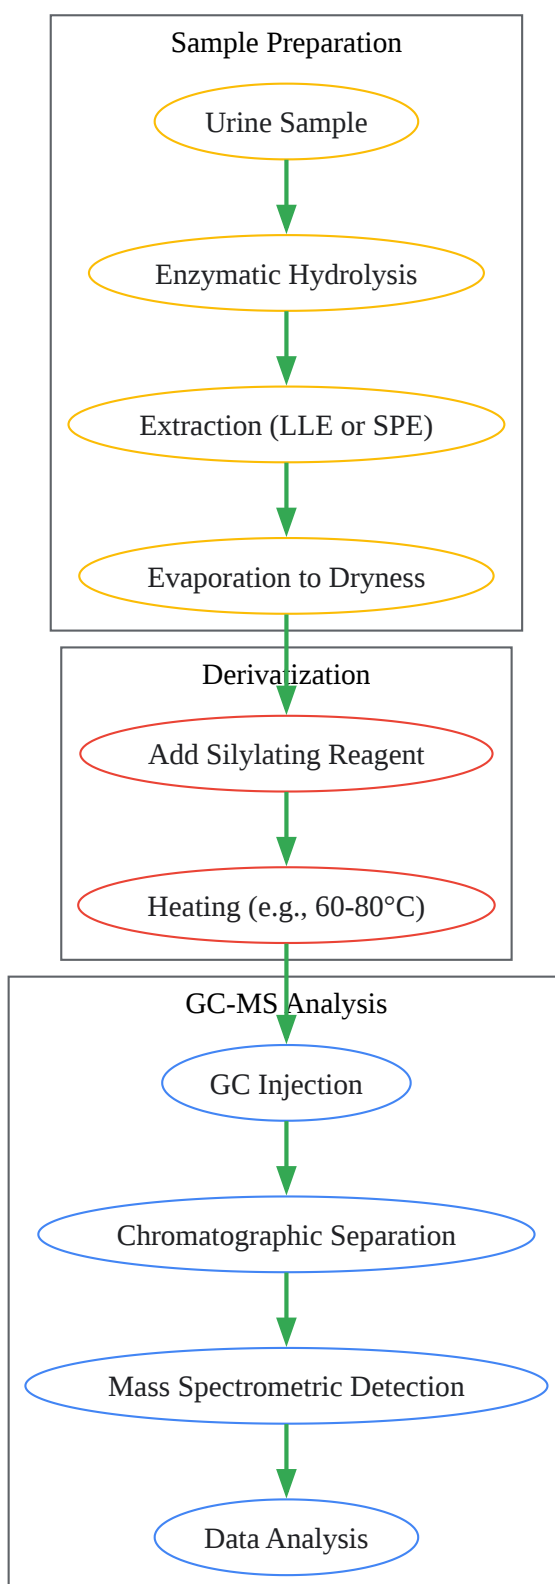 Sample Preparation
Urine Sample
Enzymatic Hydrolysis
Extraction (LLE or SPE)
Evaporation to Dryness
Derivatization
Add Silylating Reagent
Heating (e.g., 60-80°C)
GC-MS Analysis
GC Injection
Chromatographic Separation
Mass Spectrometric Detection
Data Analysis